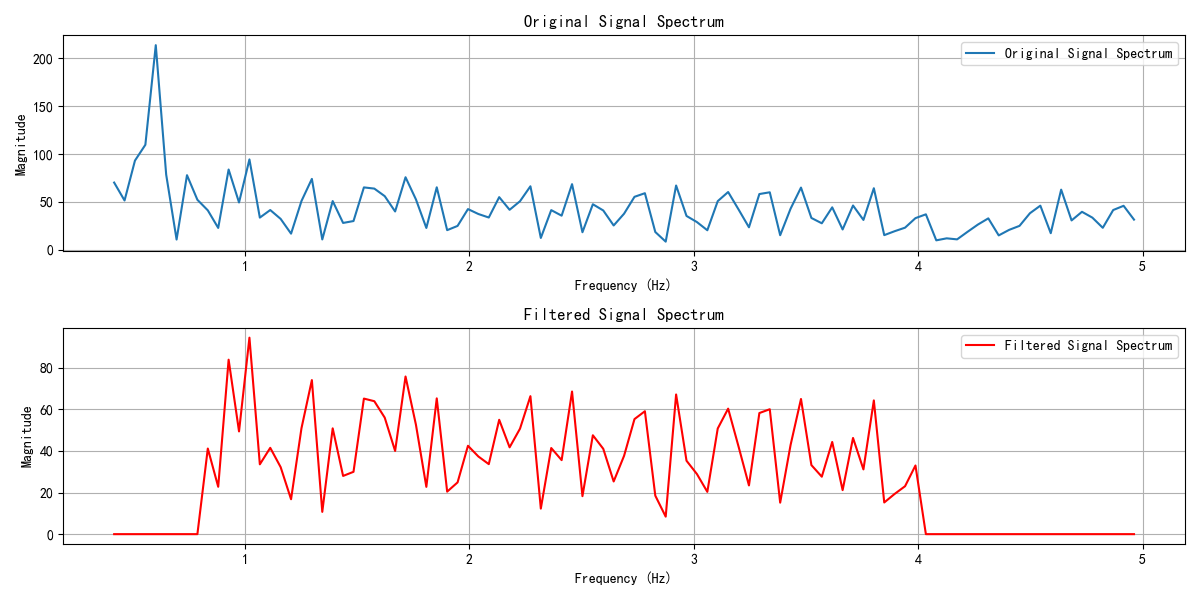 Original Signal Spectrum
Original Signal Spectrum
Magnitude
200
150
100
50
0
1 2 3 4 5
Frequency (Hz)
Filtered Signal Spectrum
Filtered Signal Spectrum
Magnitude
80
60
40
20
0
1 2 3 4 5
Frequency (Hz)